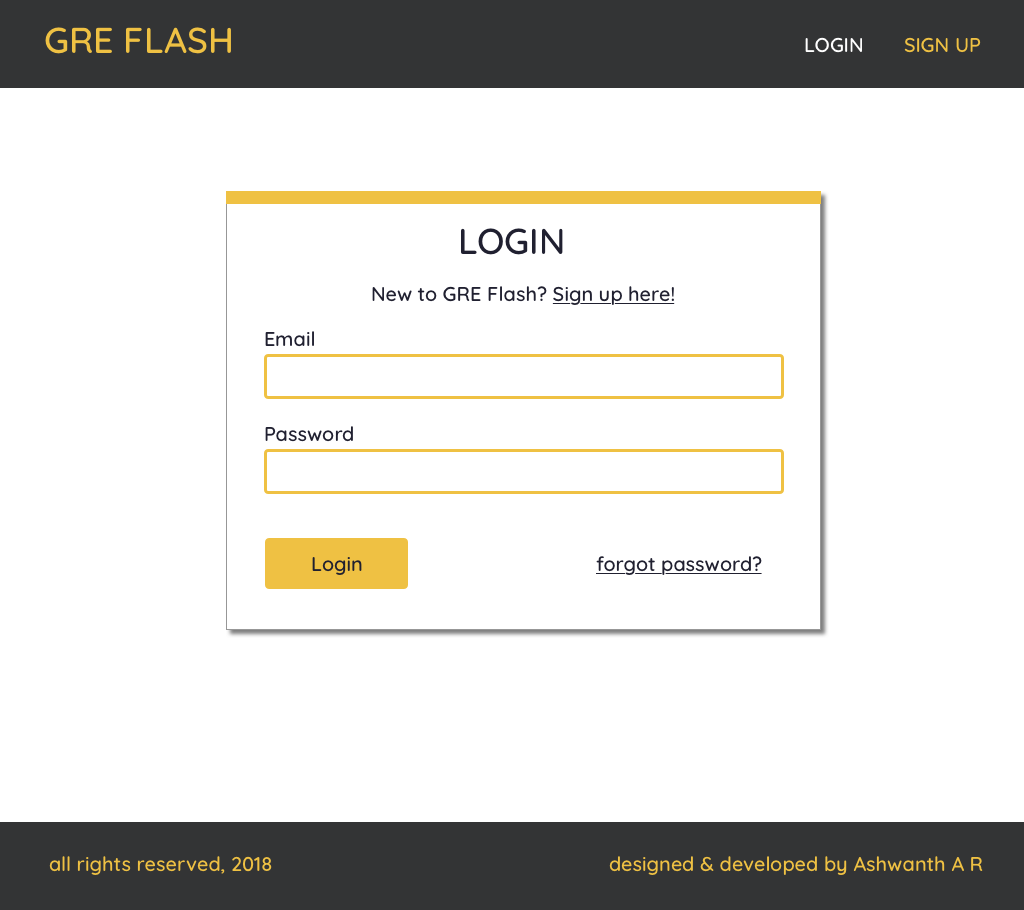 GRE FLASH
LOGIN SIGN UP
LOGIN
New to GRE Flash? Sign up here!
Email
Password
Login forgot password?
all rights reserved, 2018 designed & developed by Ashwanth A R